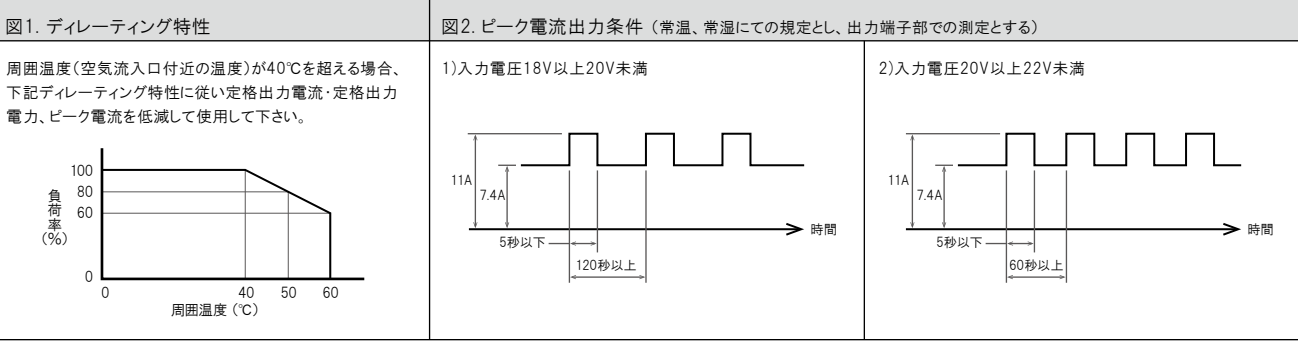 図1. ディレーティング特性
周囲温度(空気流入口付近の温度)が40℃を超える場合、
下記ディレーティング特性に従い定格出力電流･定格出力
電力、ピーク電流を低減して使用して下さい。
100
80
60
0
負荷率(%)
0 40 50 60
周囲温度 (℃)
図2. ピーク電流出力条件 (常温、常湿にての規定とし、出力端子部での測定とする)
1)入力電圧18V以上20V未満
11A
7.4A
時間
5秒以下
120秒以上
2)入力電圧20V以上22V未満
11A
7.4A
時間
5秒以下
60秒以上